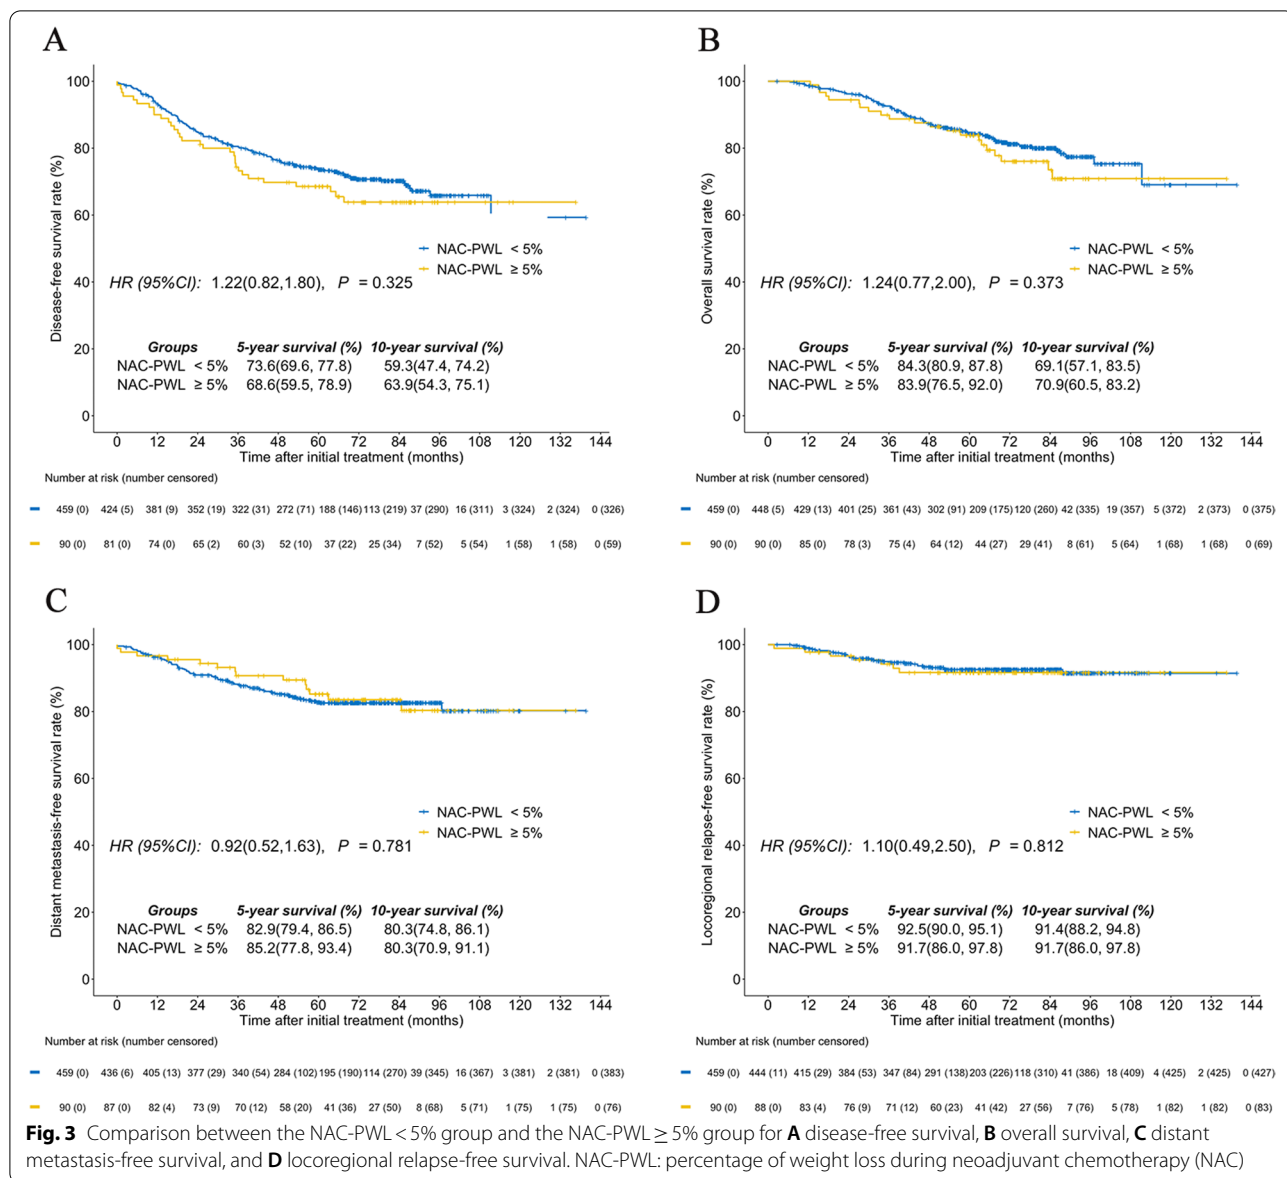 A
Disease-free survival rate (%)
100
80
60
40
20
0
NAC-PWL < 5%
NAC-PWL ≥ 5%
HR (95%CI): 1.22(0.82,1.80), P = 0.325
Groups 5-year survival (%) 10-year survival (%)
NAC-PWL < 5% 73.6(69.6, 77.8) 59.3(47.4, 74.2)
NAC-PWL ≥ 5% 68.6(59.5, 78.9) 63.9(54.3, 75.1)
0 12 24 36 48 60 72 84 96 108 120 132 144
Time after initial treatment (months)
Number at risk (number censored)
459 (0) 424 (5) 381 (9) 352 (19) 322 (31) 272 (71) 188 (146) 113 (219) 37 (290) 16 (311) 3 (324) 2 (324) 0 (326)
90 (0) 81 (0) 74 (0) 65 (2) 60 (3) 52 (10) 37 (22) 25 (34) 7 (52) 5 (54) 1 (58) 1 (58) 0 (59)
B
Overall survival rate (%)
100
80
60
40
20
0
NAC-PWL < 5%
NAC-PWL ≥ 5%
HR (95%CI): 1.24(0.77,2.00), P = 0.373
Groups 5-year survival (%) 10-year survival (%)
NAC-PWL < 5% 84.3(80.9, 87.8) 69.1(57.1, 83.5)
NAC-PWL ≥ 5% 83.9(76.5, 92.0) 70.9(60.5, 83.2)
0 12 24 36 48 60 72 84 96 108 120 132 144
Time after initial treatment (months)
Number at risk (number censored)
459 (0) 448 (5) 429 (13) 401 (25) 361 (43) 302 (91) 209 (175) 120 (260) 42 (335) 19 (357) 5 (372) 2 (373) 0 (375)
90 (0) 90 (0) 85 (0) 78 (3) 75 (4) 64 (12) 44 (27) 29 (41) 8 (61) 5 (64) 1 (68) 1 (68) 0 (69)
C
Distant metastasis-free survival rate (%)
100
80
60
40
20
0
NAC-PWL < 5%
NAC-PWL ≥ 5%
HR (95%CI): 0.92(0.52,1.63), P = 0.781
Groups 5-year survival (%) 10-year survival (%)
NAC-PWL < 5% 82.9(79.4, 86.5) 80.3(74.8, 86.1)
NAC-PWL ≥ 5% 85.2(77.8, 93.4) 80.3(70.9, 91.1)
0 12 24 36 48 60 72 84 96 108 120 132 144
Time after initial treatment (months)
Number at risk (number censored)
459 (0) 436 (6) 405 (13) 377 (29) 340 (54) 284 (102) 195 (190) 114 (270) 39 (345) 16 (367) 3 (381) 2 (381) 0 (383)
90 (0) 87 (0) 82 (4) 73 (9) 70 (12) 58 (20) 41 (36) 27 (50) 8 (68) 5 (71) 1 (75) 1 (75) 0 (76)
D
Locoregional relapse-free survival rate (%)
100
80
60
40
20
0
NAC-PWL < 5%
NAC-PWL ≥ 5%
HR (95%CI): 1.10(0.49,2.50), P = 0.812
Groups 5-year survival (%) 10-year survival (%)
NAC-PWL < 5% 92.5(90.0, 95.1) 91.4(88.2, 94.8)
NAC-PWL ≥ 5% 91.7(86.0, 97.8) 91.7(86.0, 97.8)
0 12 24 36 48 60 72 84 96 108 120 132 144
Time after initial treatment (months)
Number at risk (number censored)
459 (0) 444 (11) 415 (29) 384 (53) 347 (84) 291 (138) 203 (226) 118 (310) 41 (386) 18 (409) 4 (425) 2 (425) 0 (427)
90 (0) 88 (0) 83 (4) 76 (9) 71 (12) 60 (23) 41 (42) 27 (56) 7 (76) 5 (78) 1 (82) 1 (82) 0 (83)
Fig. 3 Comparison between the NAC-PWL < 5% group and the NAC-PWL ≥ 5% group for A disease-free survival, B overall survival, C distant
metastasis-free survival, and D locoregional relapse-free survival. NAC-PWL: percentage of weight loss during neoadjuvant chemotherapy (NAC)